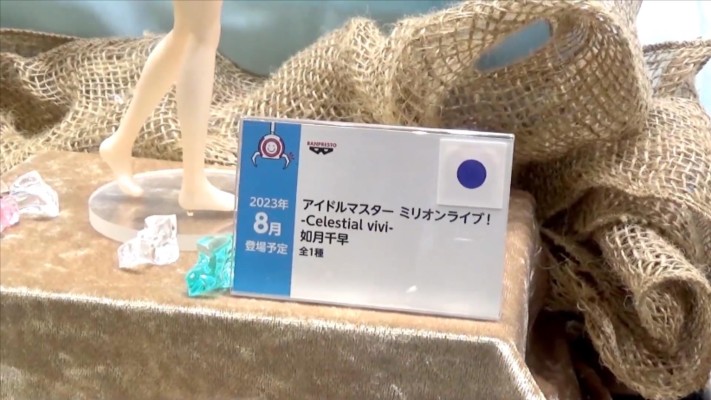 BANPRESTO
2023年
8月
登場予定
アイドルマスター ミリオンライブ！
-Celestial vivi-
如月千早
全1種